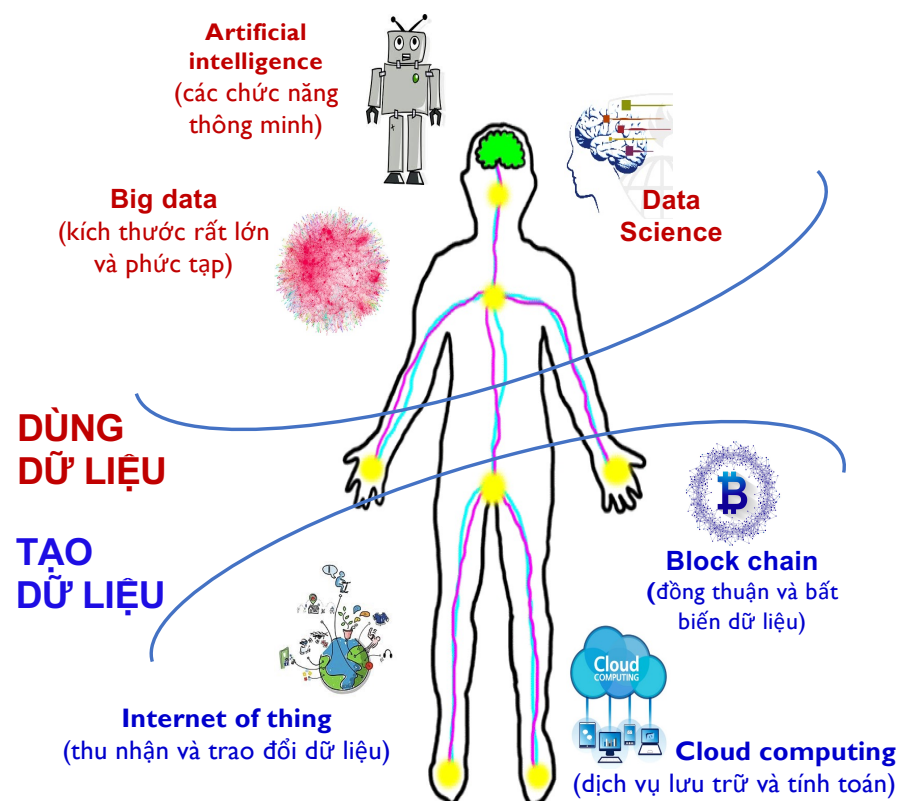 Artificial
intelligence
(các chức năng
thông minh)
Big data
(kích thước rất lớn
và phức tạp)
Data
Science
DÙNG
DỮ LIỆU
TẠO
DỮ LIỆU
Block chain
(đồng thuận và bất
biến dữ liệu)
Internet of thing
(thu nhận và trao đổi dữ liệu)
Cloud
COMPUTING
Cloud computing
(dịch vụ lưu trữ và tính toán)